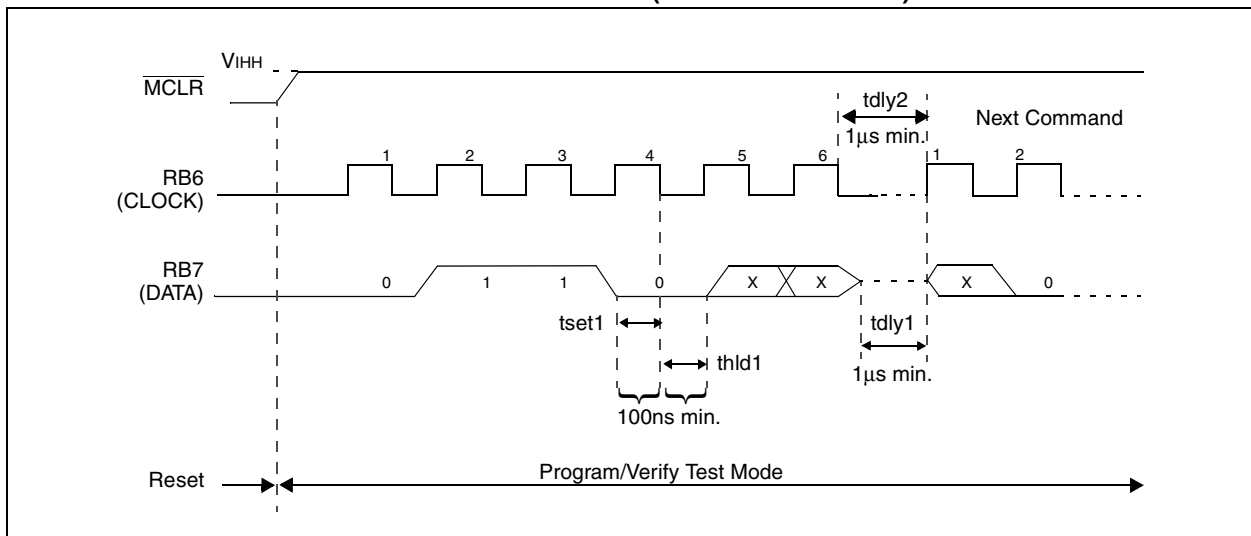 VIHH
MCLR
tdly2
Next Command
1µs min.
1 2 3 4 5 6 1 2
RB6
(CLOCK)
RB7
(DATA)
0 1 1 0 X X X 0
tset1
tdly1
thld1
1µs min.
100ns min.
Reset
Program/Verify Test Mode